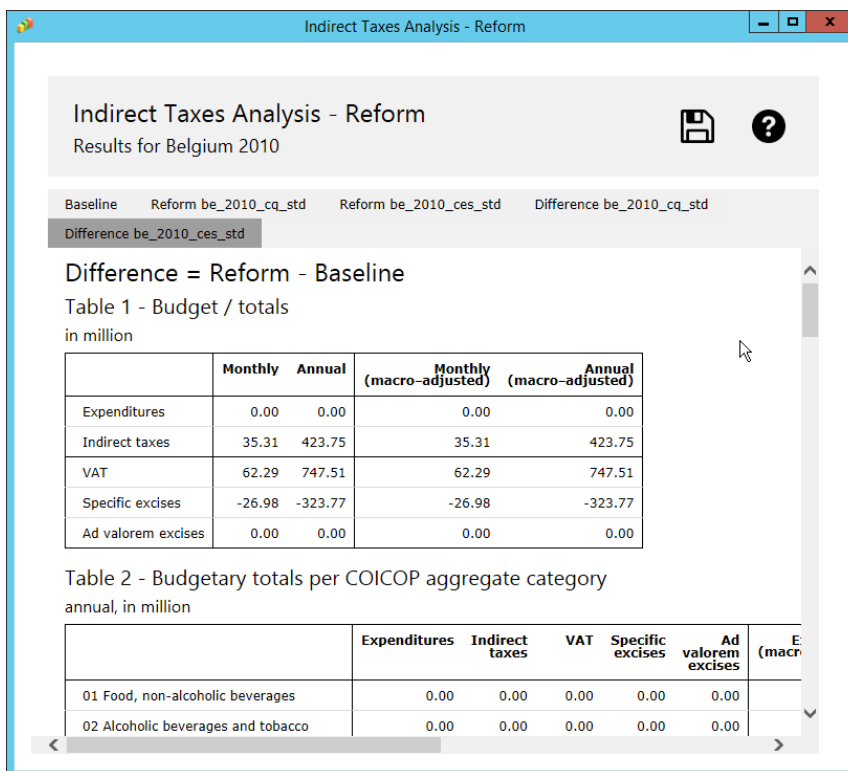 Indirect Taxes Analysis - Reform
Indirect Taxes Analysis - Reform
Results for Belgium 2010
Baseline Reform be_2010_cq_std Reform be_2010_ces_std Difference be_2010_cq_std
Difference be_2010_ces_std
Difference = Reform - Baseline
Table 1 - Budget / totals
in million
Monthly Annual Monthly (macro-adjusted) Annual (macro-adjusted)
Expenditures 0.00 0.00 0.00 0.00
Indirect taxes 35.31 423.75 35.31 423.75
VAT 62.29 747.51 62.29 747.51
Specific excises -26.98 -323.77 -26.98 -323.77
Ad valorem excises 0.00 0.00 0.00 0.00
Table 2 - Budgetary totals per COICOP aggregate category
annual, in million
Expenditures Indirect taxes VAT Specific excises Ad valorem excises
01 Food, non-alcoholic beverages 0.00 0.00 0.00 0.00 0.00
02 Alcoholic beverages and tobacco 0.00 0.00 0.00 0.00 0.00